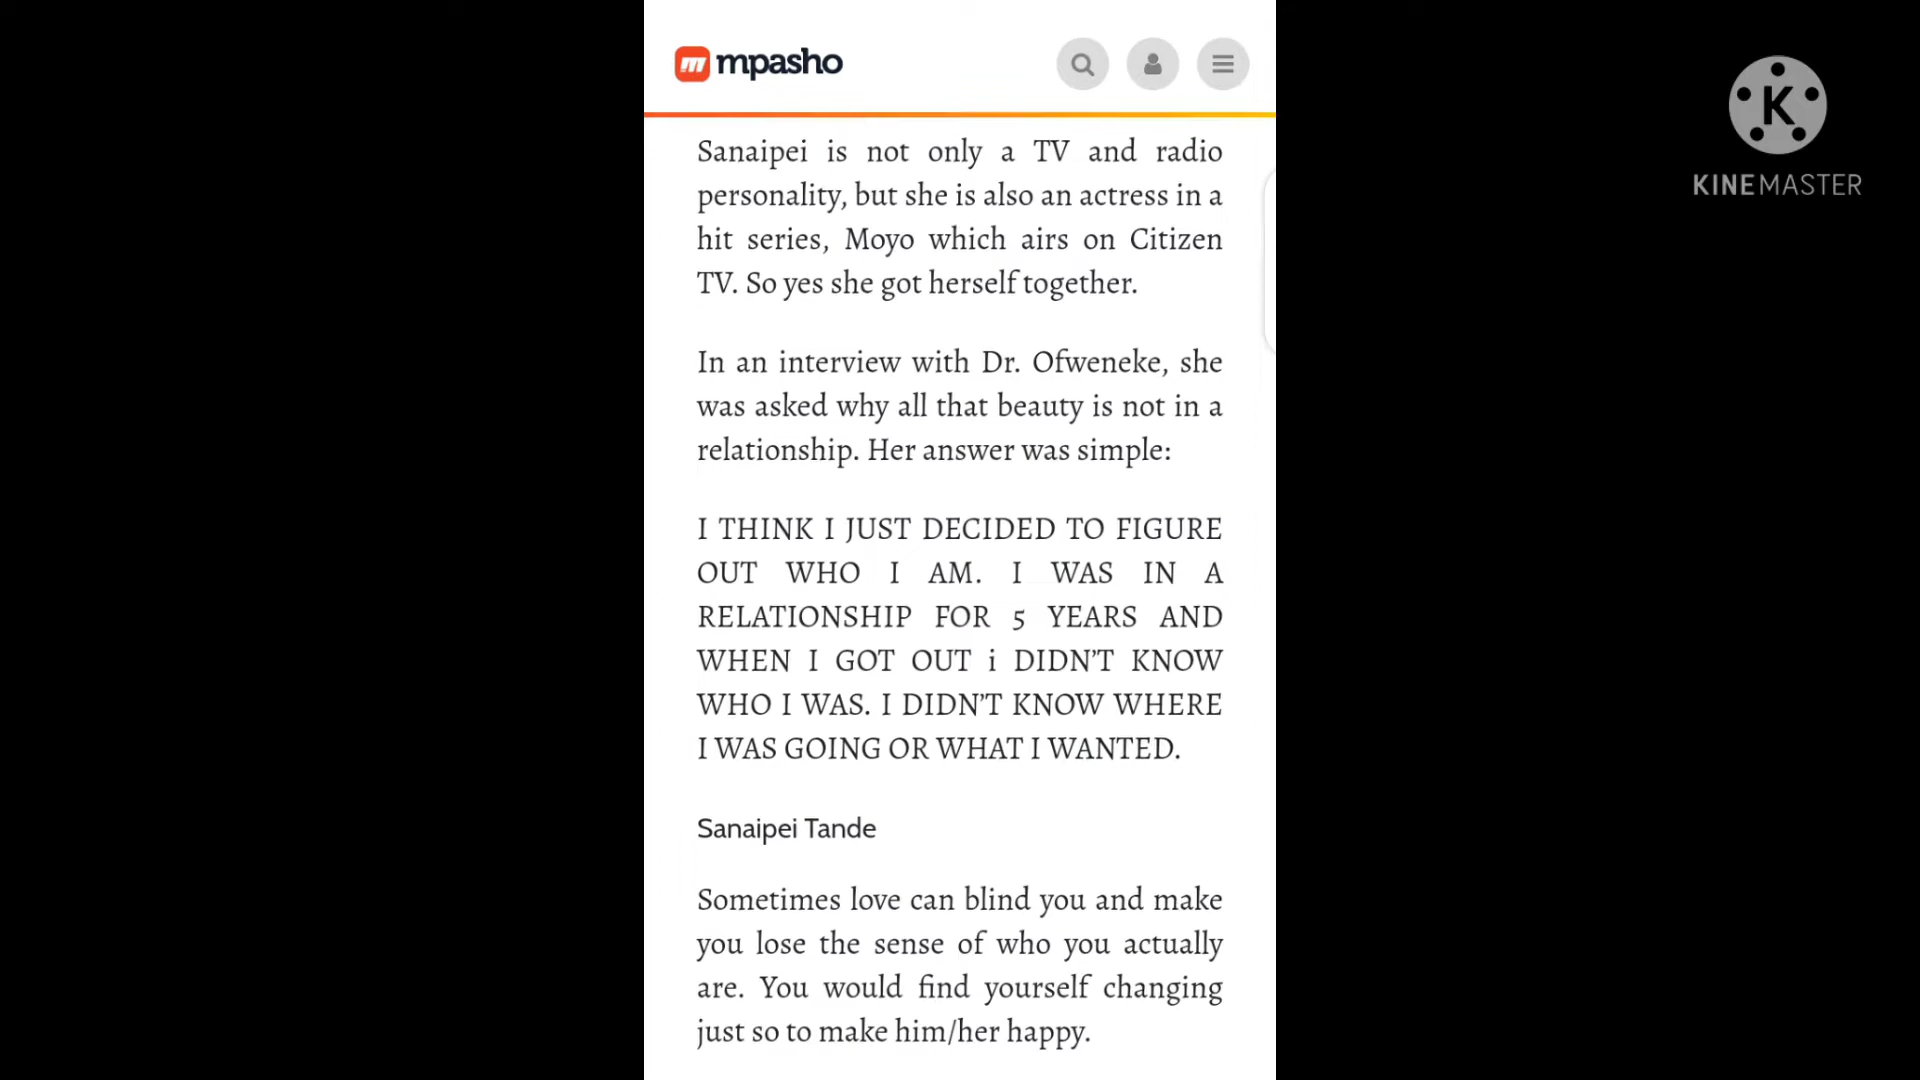 mpasho
K
KINEMASTER
Sanaipei is not only a TV and radio
personality, but she is also an actress in a
hit series, Moyo which airs on Citizen
TV. So yes she got herself together.
In an interview with Dr. Ofweneke, she
was asked why all that beauty is not in a
relationship. Her answer was simple:
I THINK I JUST DECIDED TO FIGURE
OUT WHO I AM. I WAS IN A
RELATIONSHIP FOR 5 YEARS AND
WHEN I GOT OUT i DIDN'T KNOW
WHO I WAS. I DIDN'T KNOW WHERE
I WAS GOING OR WHAT I WANTED.
Sanaipei Tande
Sometimes love can blind you and make
you lose the sense of who you actually
are. You would find yourself changing
just so to make him/her happy.